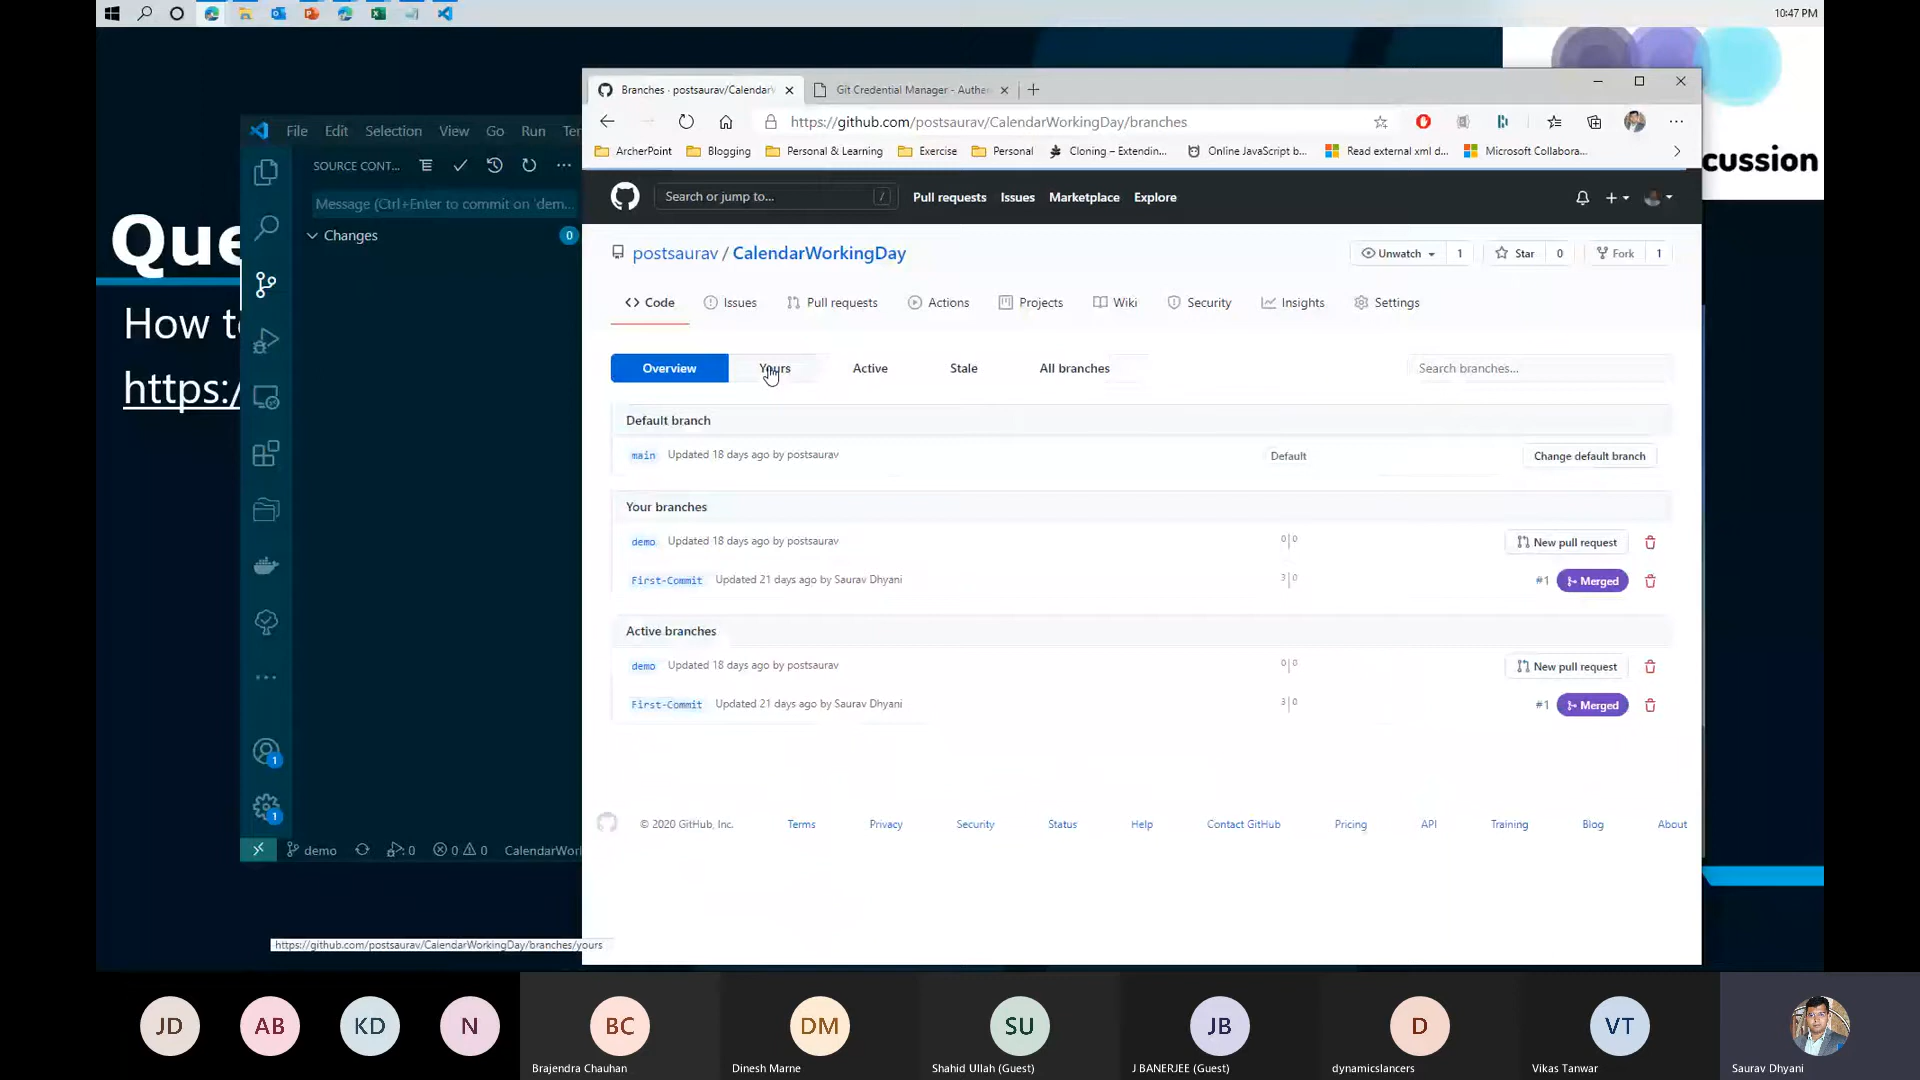 10:47 PM
cussion
Que
How t
https:/
File Edit Selection View Go Run Ter
SOURCE CONT...
Message (Ctrl+Enter to commit on 'dem...
Changes 0
1
1
demo 0 0 0 CalendarWorl
https://github.com/postsaurav/CalendarWorkingDay/branches/yours
Branches · postsaurav/Calendar
Git Credential Manager - Authen
https://github.com/postsaurav/CalendarWorkingDay/branches
ArcherPoint Blogging Personal & Learning Exercise Personal Cloning – Extendin... Online JavaScript b... Read external xml d... Microsoft Collabora...
Search or jump to... / Pull requests Issues Marketplace Explore
postsaurav / CalendarWorkingDay
Unwatch 1 Star 0 Fork 1
Code Issues Pull requests Actions Projects Wiki Security Insights Settings
Overview Yours Active Stale All branches Search branches...
Default branch
main Updated 18 days ago by postsaurav Default Change default branch
Your branches
demo Updated 18 days ago by postsaurav 0|0 New pull request
First-Commit Updated 21 days ago by Saurav Dhyani 3|0 #1 Merged
Active branches
demo Updated 18 days ago by postsaurav 0|0 New pull request
First-Commit Updated 21 days ago by Saurav Dhyani 3|0 #1 Merged
© 2020 GitHub, Inc. Terms Privacy Security Status Help Contact GitHub Pricing API Training Blog About
JD AB KD N BC DM SU JB D VT
Brajendra Chauhan Dinesh Marne Shahid Ullah (Guest) J BANERJEE (Guest) dynamicslancers Vikas Tanwar Saurav Dhyani